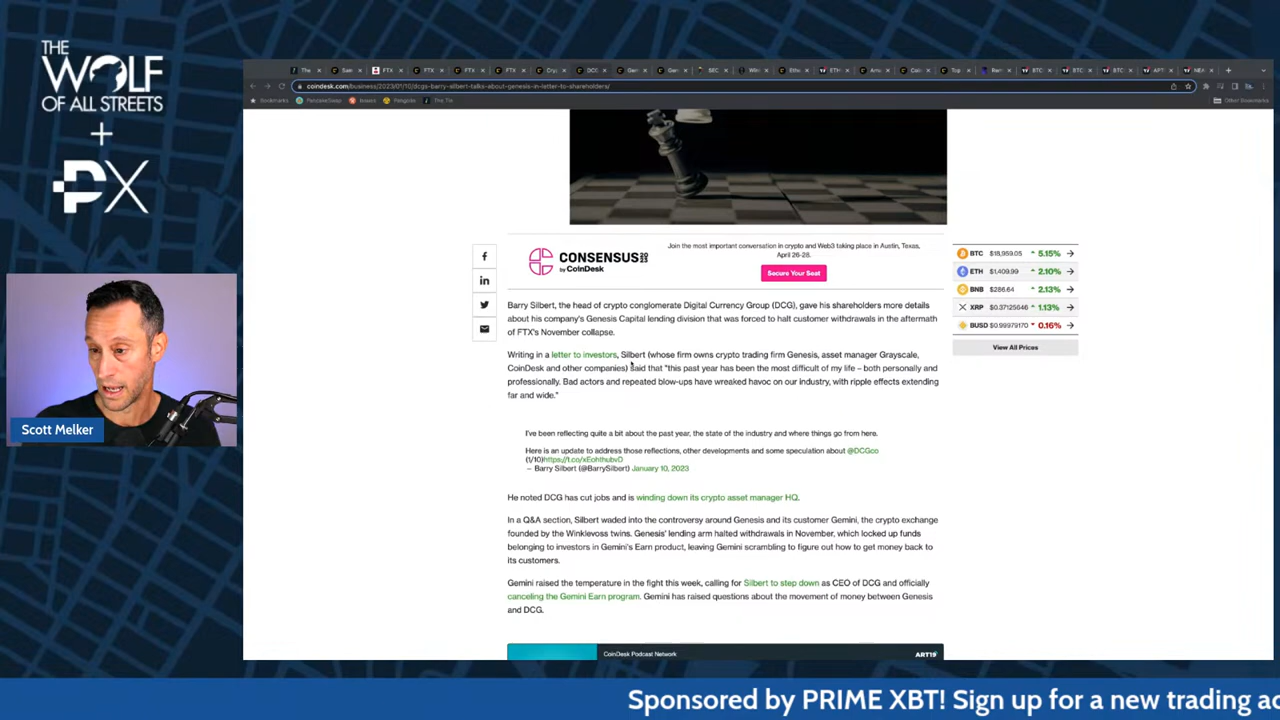 THE
WOLF
OF ALL STREETS
+
PX
Scott Melker
coindesk.com/business/2023/01/10/dcgs-barry-silbert-talks-about-genesis-in-letter-to-shareholders/
Bookmarks
PancakeSwap
The Tie
Other Bookmarks
CONSENSUS
by CoinDesk
Join the most important conversation in crypto and Web3 taking place in Austin, Texas,
April 26-28.
Secure Your Seat
BTC $18,959.05 5.15%
ETH $1,409.99 2.10%
BNB $286.64 2.13%
XRP $0.37125646 1.13%
BUSD $0.99979170 0.16%
View All Prices
Barry Silbert, the head of crypto conglomerate Digital Currency Group (DCG), gave his shareholders more details
about his company's Genesis Capital lending division that was forced to halt customer withdrawals in the aftermath
of FTX's November collapse.
Writing in a letter to investors, Silbert (whose firm owns crypto trading firm Genesis, asset manager Grayscale,
CoinDesk and other companies) said that "this past year has been the most difficult of my life – both personally and
professionally. Bad actors and repeated blow-ups have wreaked havoc on our industry, with ripple effects extending
far and wide."
I've been reflecting quite a bit about the past year, the state of the industry and where things go from here.
Here is an update to address those reflections, other developments and some speculation about @DCGco
(1/10)https://t.co/xEohthubvD
— Barry Silbert (@BarrySilbert) January 10, 2023
He noted DCG has cut jobs and is winding down its crypto asset manager HQ.
In a Q&A section, Silbert waded into the controversy around Genesis and its customer Gemini, the crypto exchange
founded by the Winklevoss twins. Genesis' lending arm halted withdrawals in November, which locked up funds
belonging to investors in Gemini's Earn product, leaving Gemini scrambling to figure out how to get money back to
its customers.
Gemini raised the temperature in the fight this week, calling for Silbert to step down as CEO of DCG and officially
canceling the Gemini Earn program. Gemini has raised questions about the movement of money between Genesis
and DCG.
CoinDesk Podcast Network
ART19
Sponsored by PRIME XBT! Sign up for a new trading ac